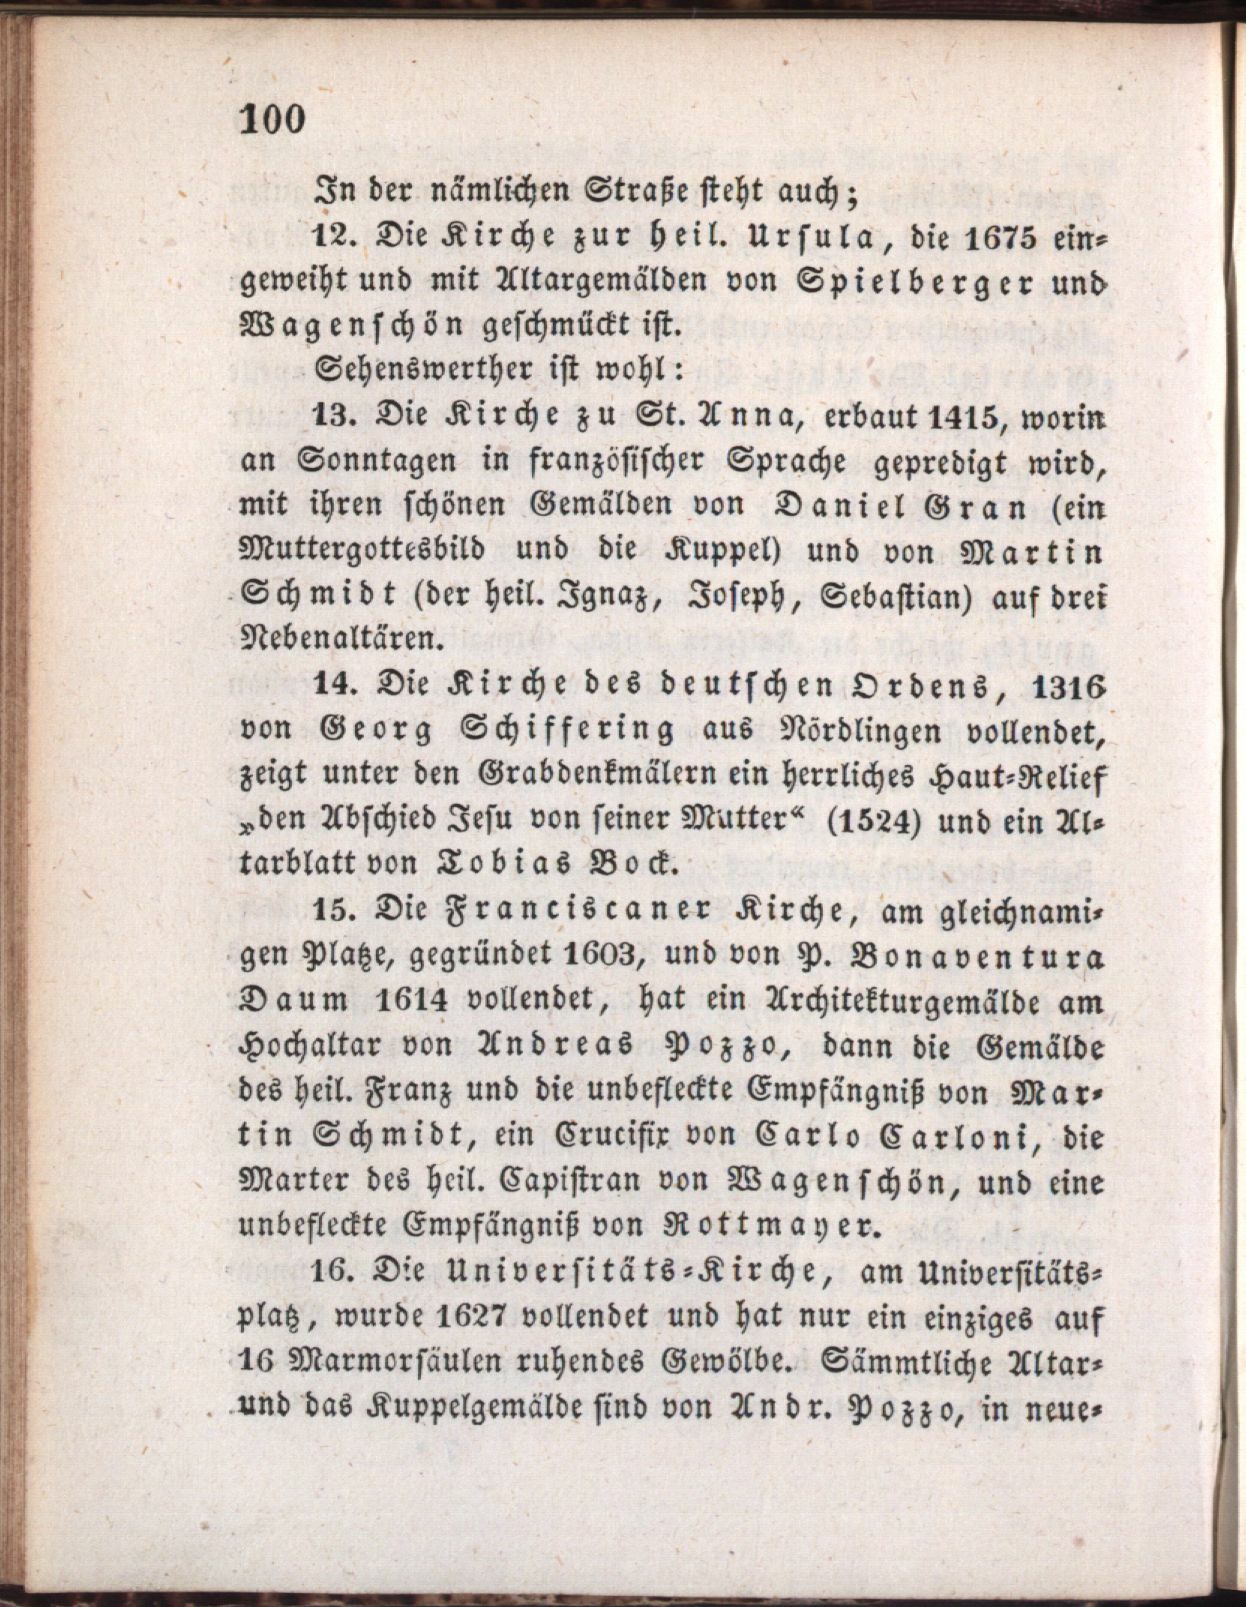 100
In der nämlichen Straße steht auch;
12. Die Kirche zur heil. Ursula, die 1675 ein-
geweiht und mit Altargemälden von Spielberger und
Wagenschön geschmückt ist.
Sehenswerther ist wohl:
13. Die Kirche zu St. Anna, erbaut 1415, worin
an Sonntagen in französischer Sprache gepredigt wird,
mit ihren schönen Gemälden von Daniel Gran (ein
Muttergottesbild und die Kuppel) und von Martin
Schmidt (der heil. Ignaz, Joseph, Sebastian) auf drei
Nebenaltären.
14. Die Kirche des deutschen Ordens, 1316
von Georg Schiffering aus Nördlingen vollendet,
zeigt unter den Grabdenkmälern ein herrliches Haut-Relief
„den Abschied Jesu von seiner Mutter“ (1524) und ein Al-
tarblatt von Tobias Bock.
15. Die Franciscaner Kirche, am gleichnami-
gen Platze, gegründet 1603, und von P. Bonaventura
Daum 1614 vollendet, hat ein Architekturgemälde am
Hochaltar von Andreas Pozzo, dann die Gemälde
des heil. Franz und die unbefleckte Empfängniß von Mar-
tin Schmidt, ein Crucifix von Carlo Carloni, die
Marter des heil. Capistran von Wagenschön, und eine
unbefleckte Empfängniß von Rottmayer.
16. Die Universitäts-Kirche, am Universitäts-
platz, wurde 1627 vollendet und hat nur ein einziges auf
16 Marmorsäulen ruhendes Gewölbe. Sämmtliche Altar-
und das Kuppelgemälde sind von Andr. Pozzo, in neue-